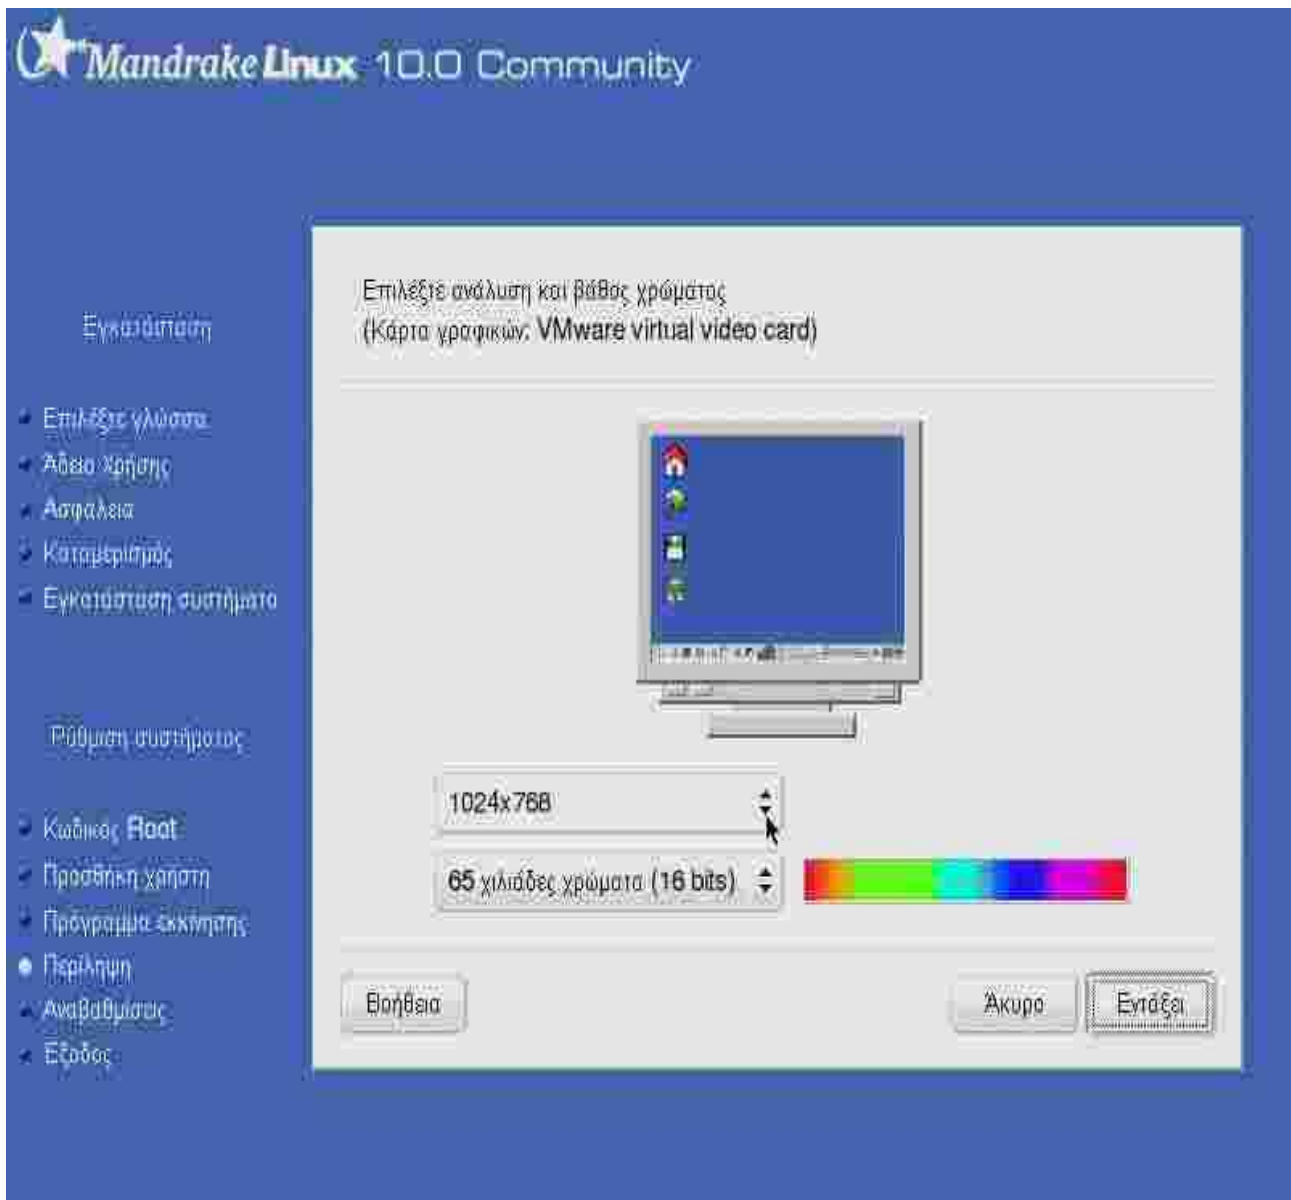 Mandrake Linux 10.0 Community
Εγκατάσταση
Επιλέξτε γλώσσα
Άδεια Χρήσης
Ασφάλεια
Καταμερισμός
Εγκατάσταση συστήματο
Ρύθμιση συστήματος
Κωδικός Root
Προσθήκη χρήστη
Πρόγραμμα εκκίνησης
Περίληψη
Αναβαθμίσεις
Έξοδος
Επιλέξτε ανάλυση και βάθος χρώματος
(Κάρτα γραφικών: VMware virtual video card)
1024x768
65 χιλιάδες χρώματα (16 bits)
Βοήθεια
Άκυρο
Εντάξει